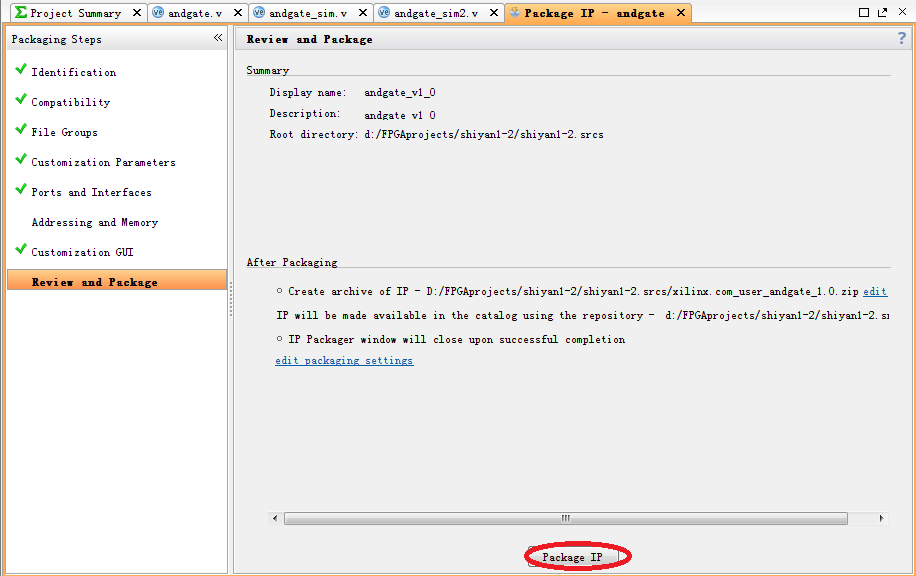 Project Summary
andgate.v
andgate_sim.v
andgate_sim2.v
Package IP - andgate
Packaging Steps
Review and Package
Identification
Compatibility
File Groups
Customization Parameters
Ports and Interfaces
Addressing and Memory
Customization GUI
Review and Package
Summary
Display name: andgate_v1_0
Description: andgate_v1_0
Root directory: d:/FPGAprojects/shiyan1-2/shiyan1-2.srcs
After Packaging
Create archive of IP - D:/FPGAprojects/shiyan1-2/shiyan1-2.srcs/xilinx.com_user_andgate_1.0.zip edit
IP will be made available in the catalog using the repository - d:/FPGAprojects/shiyan1-2/shiyan1-2.sr
IP Packager window will close upon successful completion
edit packaging settings
Package IP